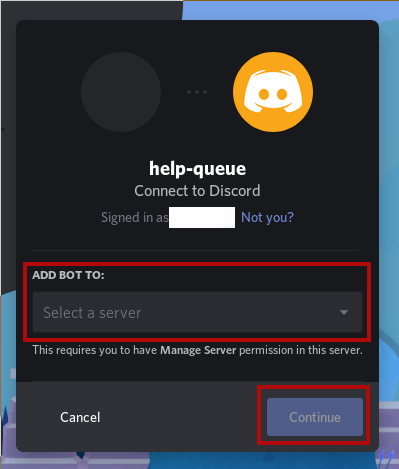 help-queue
Connect to Discord
Signed in as Not you?
ADD BOT TO:
Select a server
This requires you to have Manage Server permission in this server.
Cancel Continue